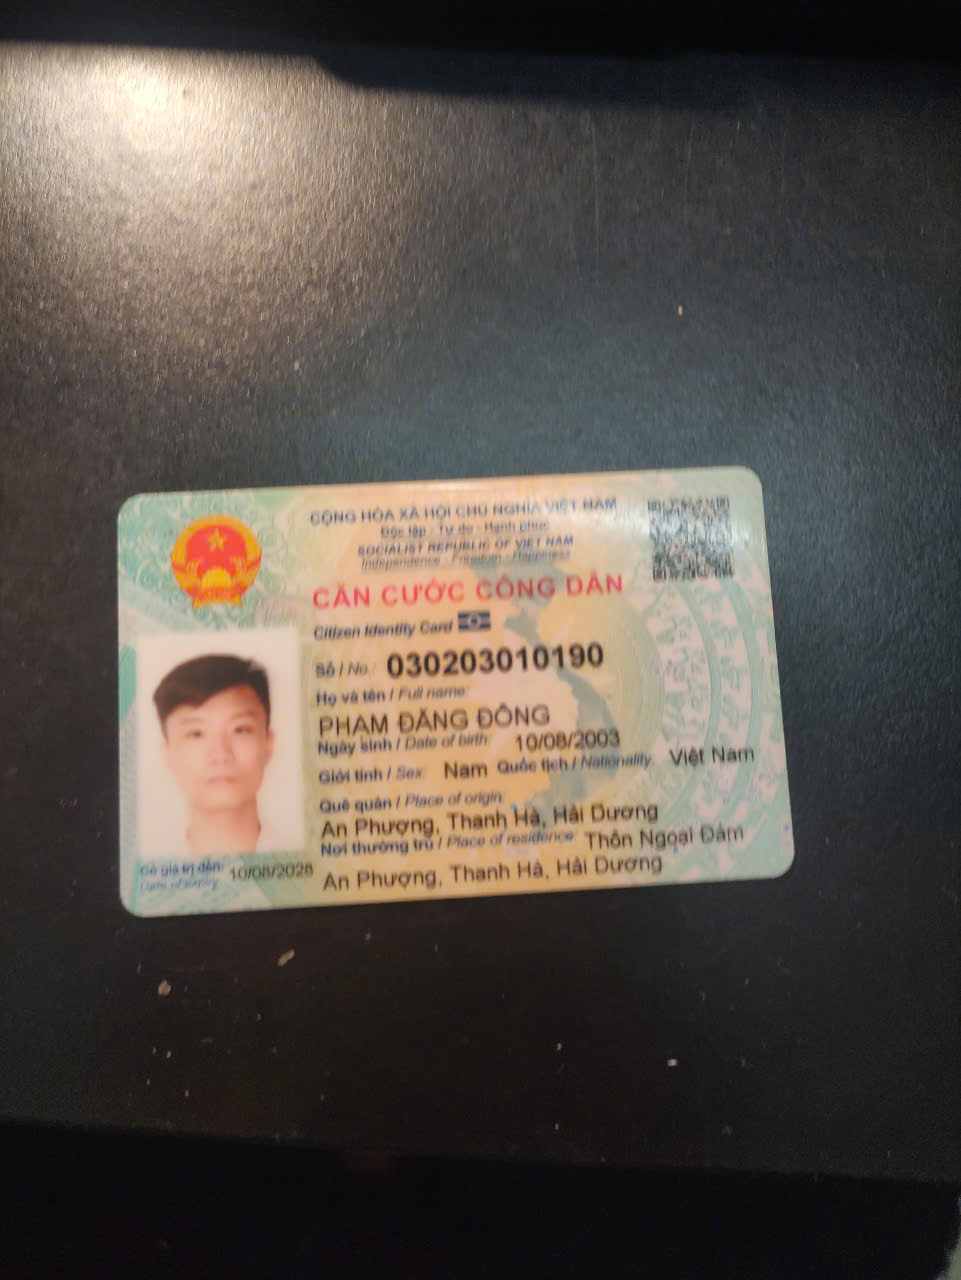 CỘNG HÒA XÃ HỘI CHỦ NGHĨA VIỆT NAM
Độc lập - Tự do - Hạnh phúc
SOCIALIST REPUBLIC OF VIET NAM
Independence - Freedom - Happiness
CĂN CƯỚC CÔNG DÂN
Citizen Identity Card
Số / No.: 030203010190
Họ và tên / Full name:
PHẠM ĐĂNG ĐÔNG
Ngày sinh / Date of birth: 10/08/2003
Giới tính / Sex: Nam Quốc tịch / Nationality: Việt Nam
Quê quán / Place of origin:
An Phượng, Thanh Hà, Hải Dương
Nơi thường trú / Place of residence: Thôn Ngoại Đám
An Phượng, Thanh Hà, Hải Dương
Có giá trị đến: 10/08/2028
Date of expiry